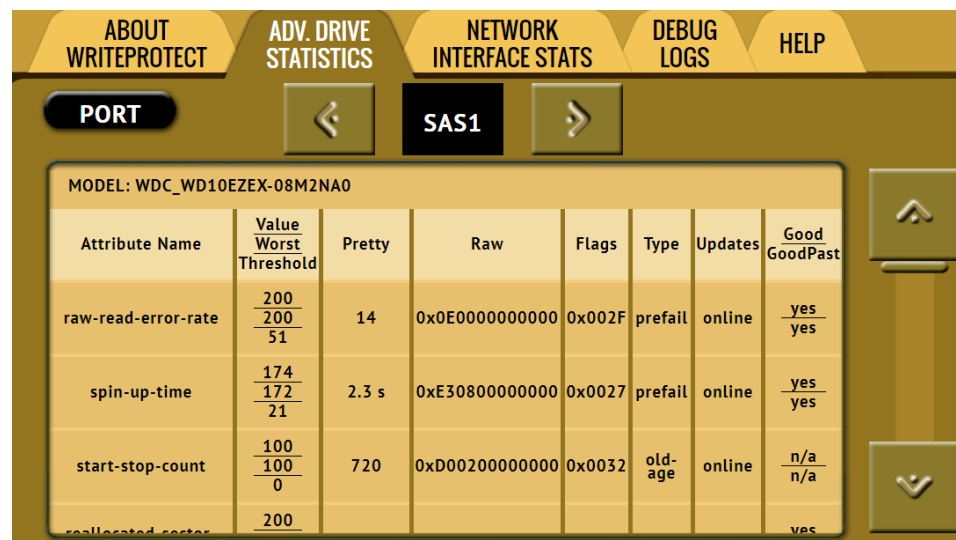 ABOUT WRITEPROTECT
ADV. DRIVE STATISTICS
NETWORK INTERFACE STATS
DEBUG LOGS
HELP
PORT
SAS1
MODEL: WDC_WD10EZEX-08M2NA0
Attribute Name Value Worst Threshold Pretty Raw Flags Type Updates Good GoodPast
raw-read-error-rate 200 200 51 14 0x0E0000000000 0x002F prefail online yes yes
spin-up-time 174 172 21 2.3 s 0xE30800000000 0x0027 prefail online yes yes
start-stop-count 100 100 0 720 0xD00200000000 0x0032 old-age online n/a n/a
reallocated-sector- 200 yes